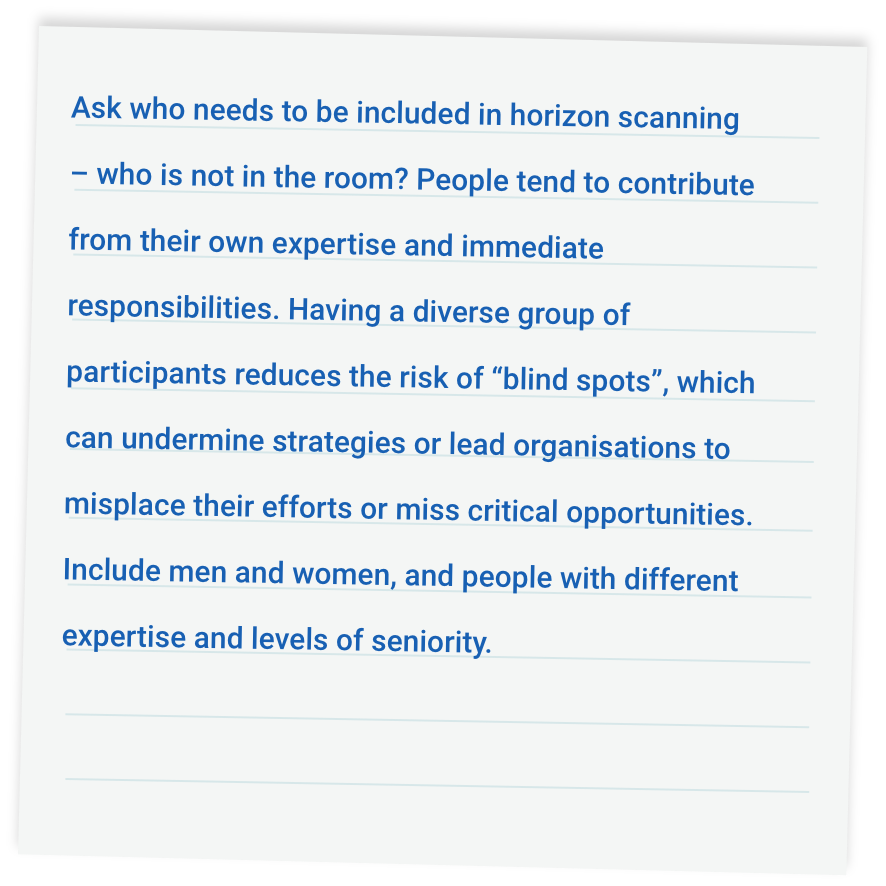 Ask who needs to be included in horizon scanning
– who is not in the room? People tend to contribute
from their own expertise and immediate
responsibilities. Having a diverse group of
participants reduces the risk of “blind spots”, which
can undermine strategies or lead organisations to
misplace their efforts or miss critical opportunities.
Include men and women, and people with different
expertise and levels of seniority.